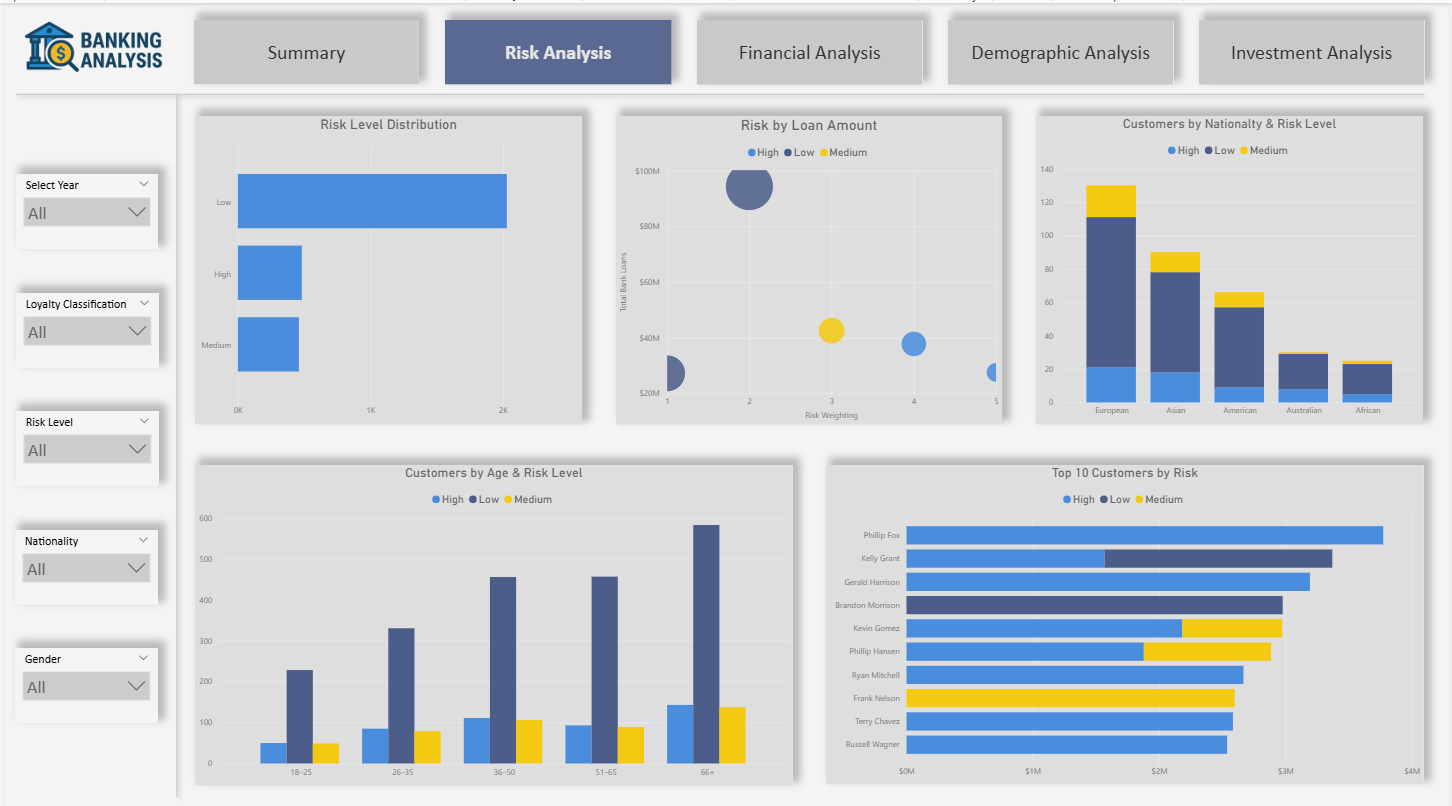 BANKING
ANALYSIS
Summary
Risk Analysis
Financial Analysis
Demographic Analysis
Investment Analysis
Select Year
All
Loyalty Classification
All
Risk Level
All
Nationality
All
Gender
All
Risk Level Distribution
Low
High
Medium
0K 1K 2K
Risk by Loan Amount
High Low Medium
Total Bank Loans
$100M
$80M
$60M
$40M
$20M
1 2 3 4 5
Risk Weighting
Customers by Nationalty & Risk Level
High Low Medium
140
120
100
80
60
40
20
0
European Asian American Australian African
Customers by Age & Risk Level
High Low Medium
600
500
400
300
200
100
0
18–25 26–35 36–50 51–65 66+
Top 10 Customers by Risk
High Low Medium
Phillip Fox
Kelly Grant
Gerald Harrison
Brandon Morrison
Kevin Gomez
Phillip Hansen
Ryan Mitchell
Frank Nelson
Terry Chavez
Russell Wagner
$0M $1M $2M $3M $4M